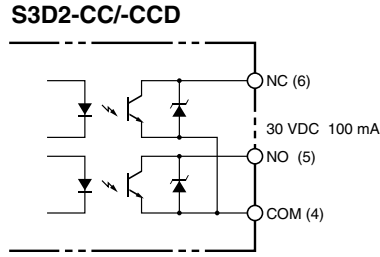 S3D2-CC/-CCD
NC (6)
30 VDC 100 mA
NO (5)
COM (4)